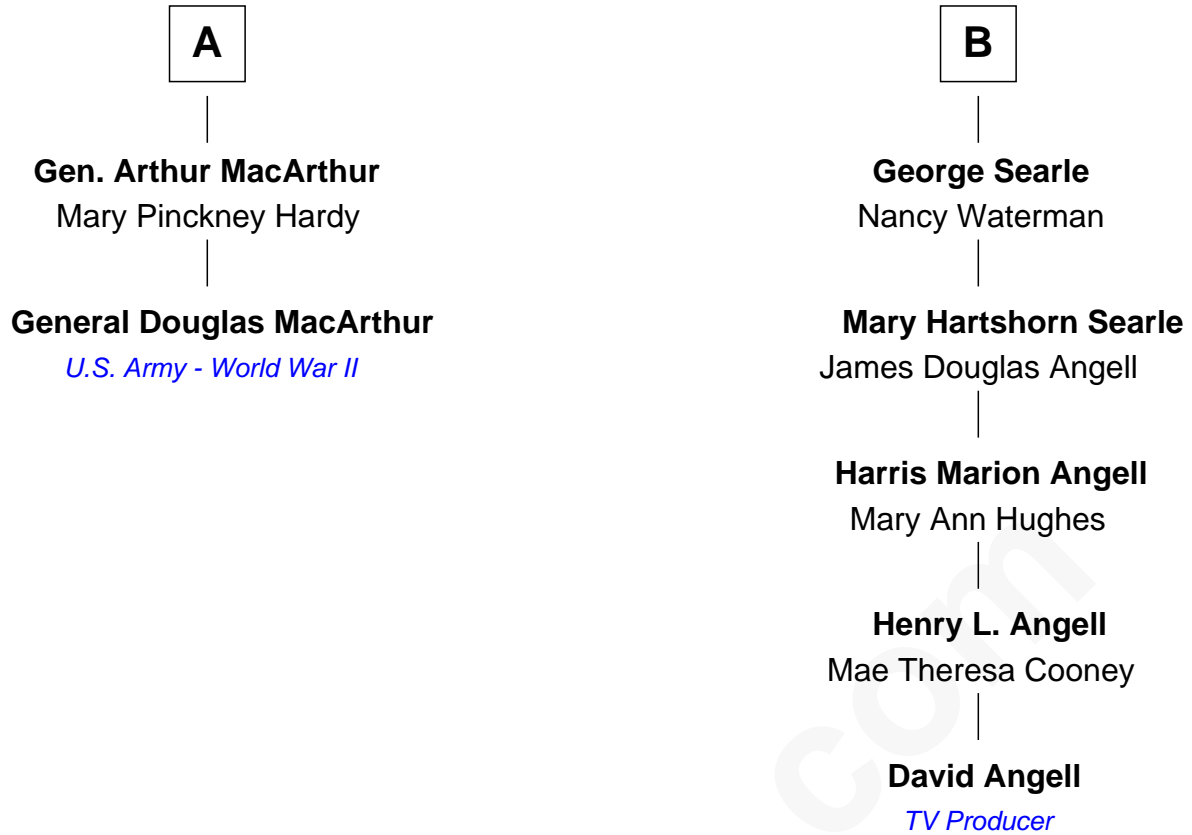 A
Gen. Arthur MacArthur
Mary Pinckney Hardy
General Douglas MacArthur
U.S. Army - World War II
B
George Searle
Nancy Waterman
Mary Hartshorn Searle
James Douglas Angell
Harris Marion Angell
Mary Ann Hughes
Henry L. Angell
Mae Theresa Cooney
David Angell
TV Producer
com